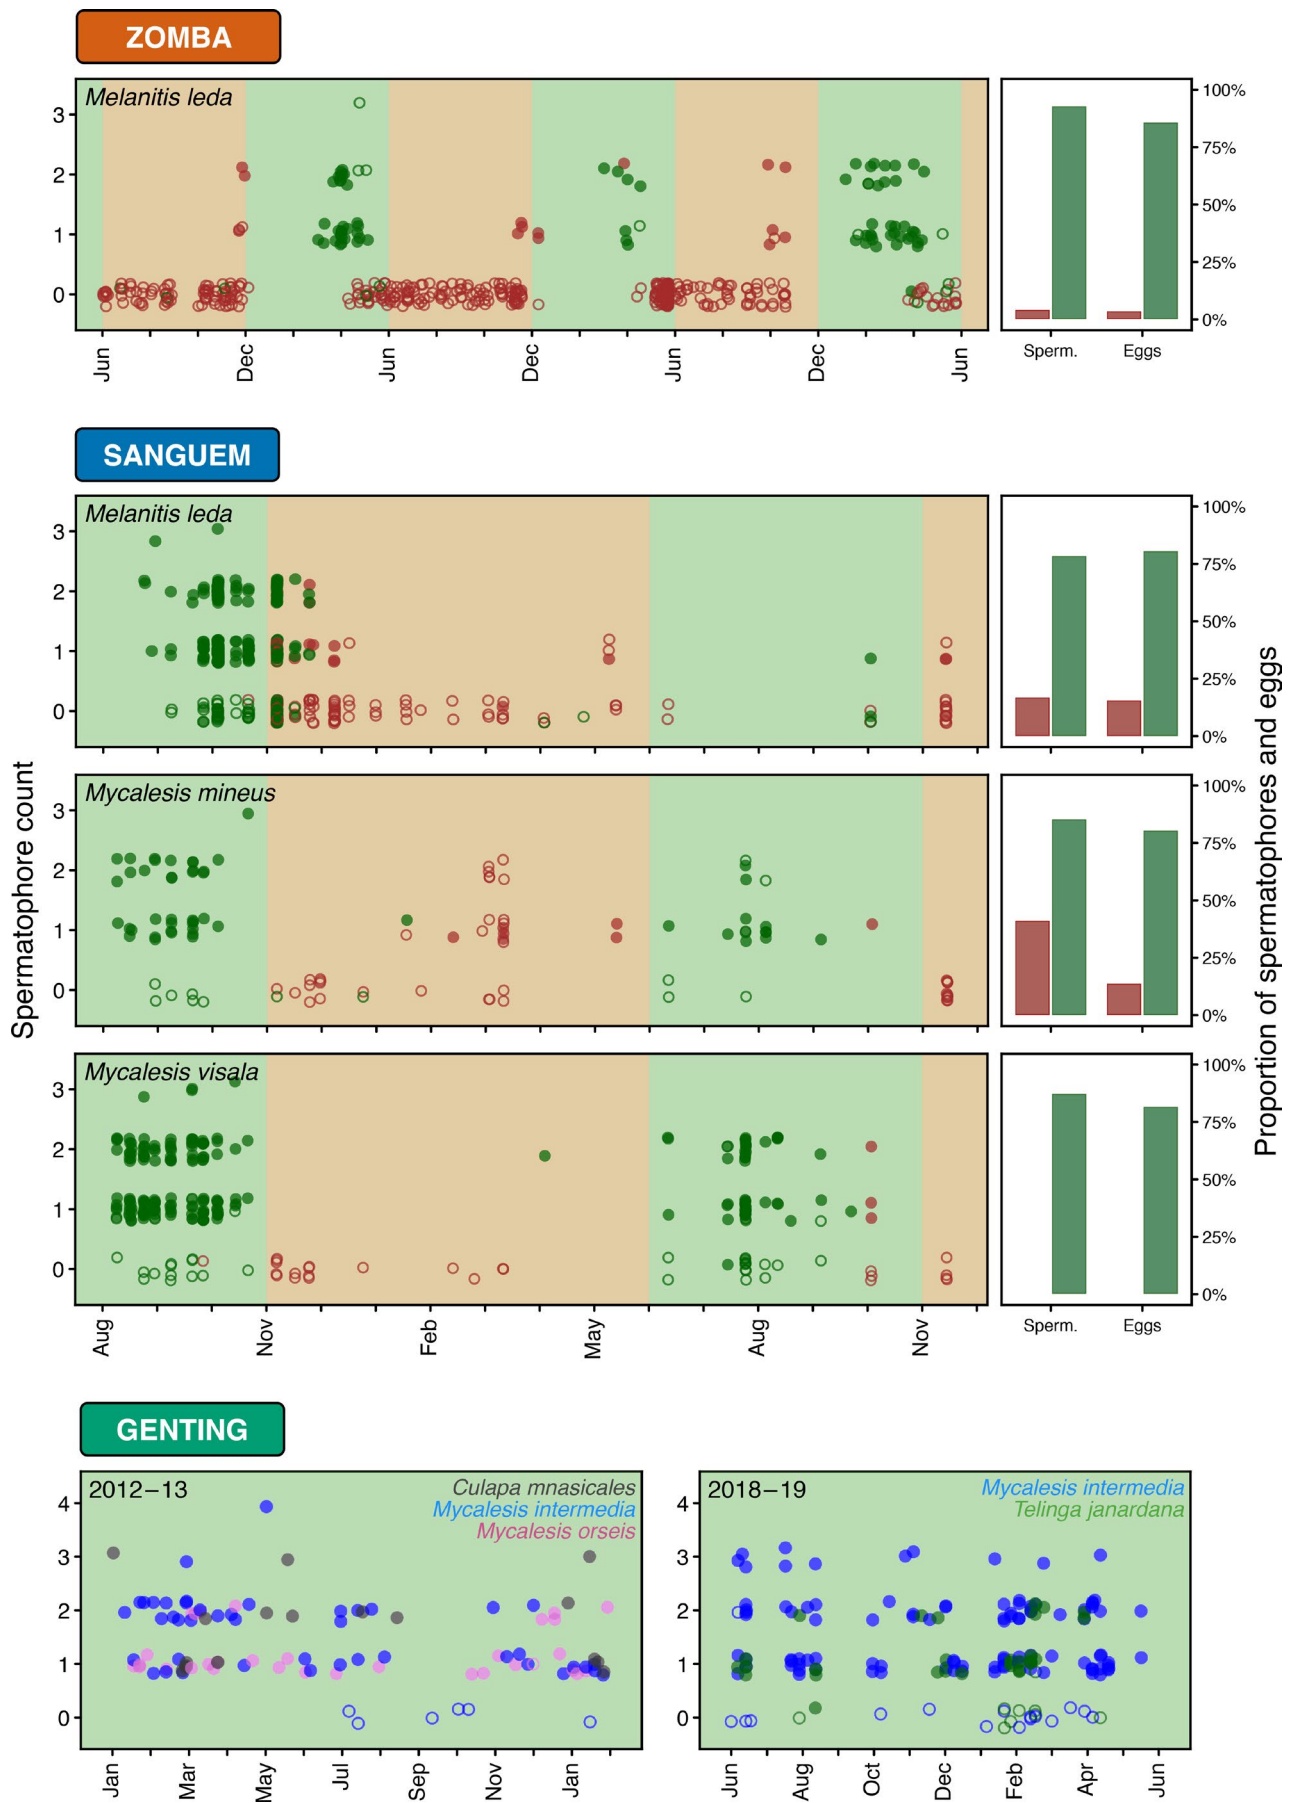 ZOMBA
Melanitis leda
3
2
1
0
Jun
Dec
Jun
Dec
Jun
Dec
Jun
100%
75%
50%
25%
0%
Sperm.
Eggs
SANGUEM
Spermatophore count
Proportion of spermatophores and eggs
Melanitis leda
3
2
1
0
100%
75%
50%
25%
0%
Mycalesis mineus
3
2
1
0
100%
75%
50%
25%
0%
Mycalesis visala
3
2
1
0
Aug
Nov
Feb
May
Aug
Nov
100%
75%
50%
25%
0%
Sperm.
Eggs
GENTING
2012–13
Culapa mnasicales
Mycalesis intermedia
Mycalesis orseis
4
3
2
1
0
Jan
Mar
May
Jul
Sep
Nov
Jan
2018–19
Mycalesis intermedia
Telinga janardana
4
3
2
1
0
Jun
Aug
Oct
Dec
Feb
Apr
Jun